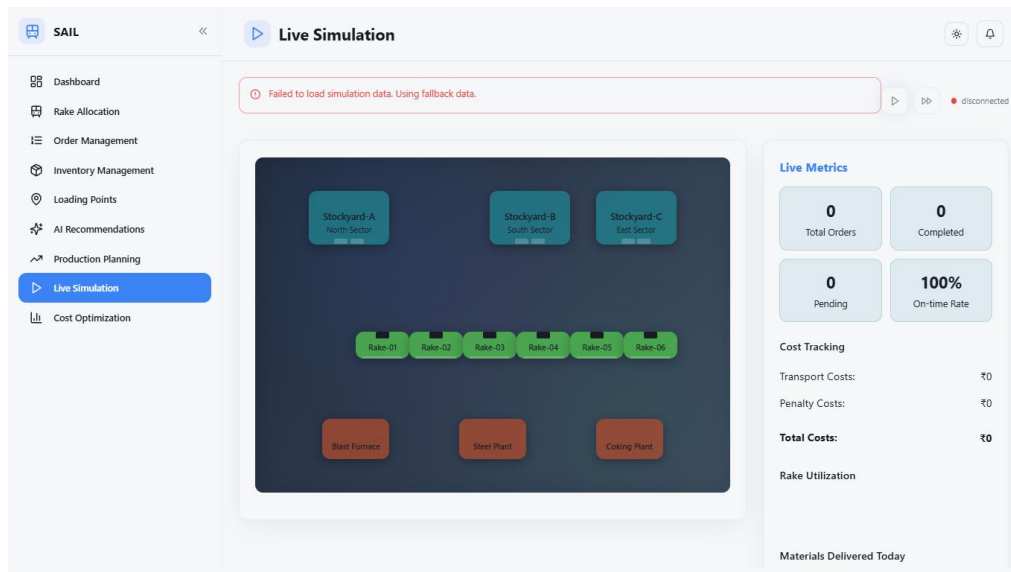 SAIL
Live Simulation
Dashboard
Rake Allocation
Order Management
Inventory Management
Loading Points
AI Recommendations
Production Planning
Live Simulation
Cost Optimization
Failed to load simulation data. Using fallback data.
disconnected
Stockyard-A
North Sector
Stockyard-B
South Sector
Stockyard-C
East Sector
Rake-01
Rake-02
Rake-03
Rake-04
Rake-05
Rake-06
Blast Furnace
Steel Plant
Coking Plant
Live Metrics
0
Total Orders
0
Completed
0
Pending
100%
On-time Rate
Cost Tracking
Transport Costs: ₹0
Penalty Costs: ₹0
Total Costs: ₹0
Rake Utilization
Materials Delivered Today